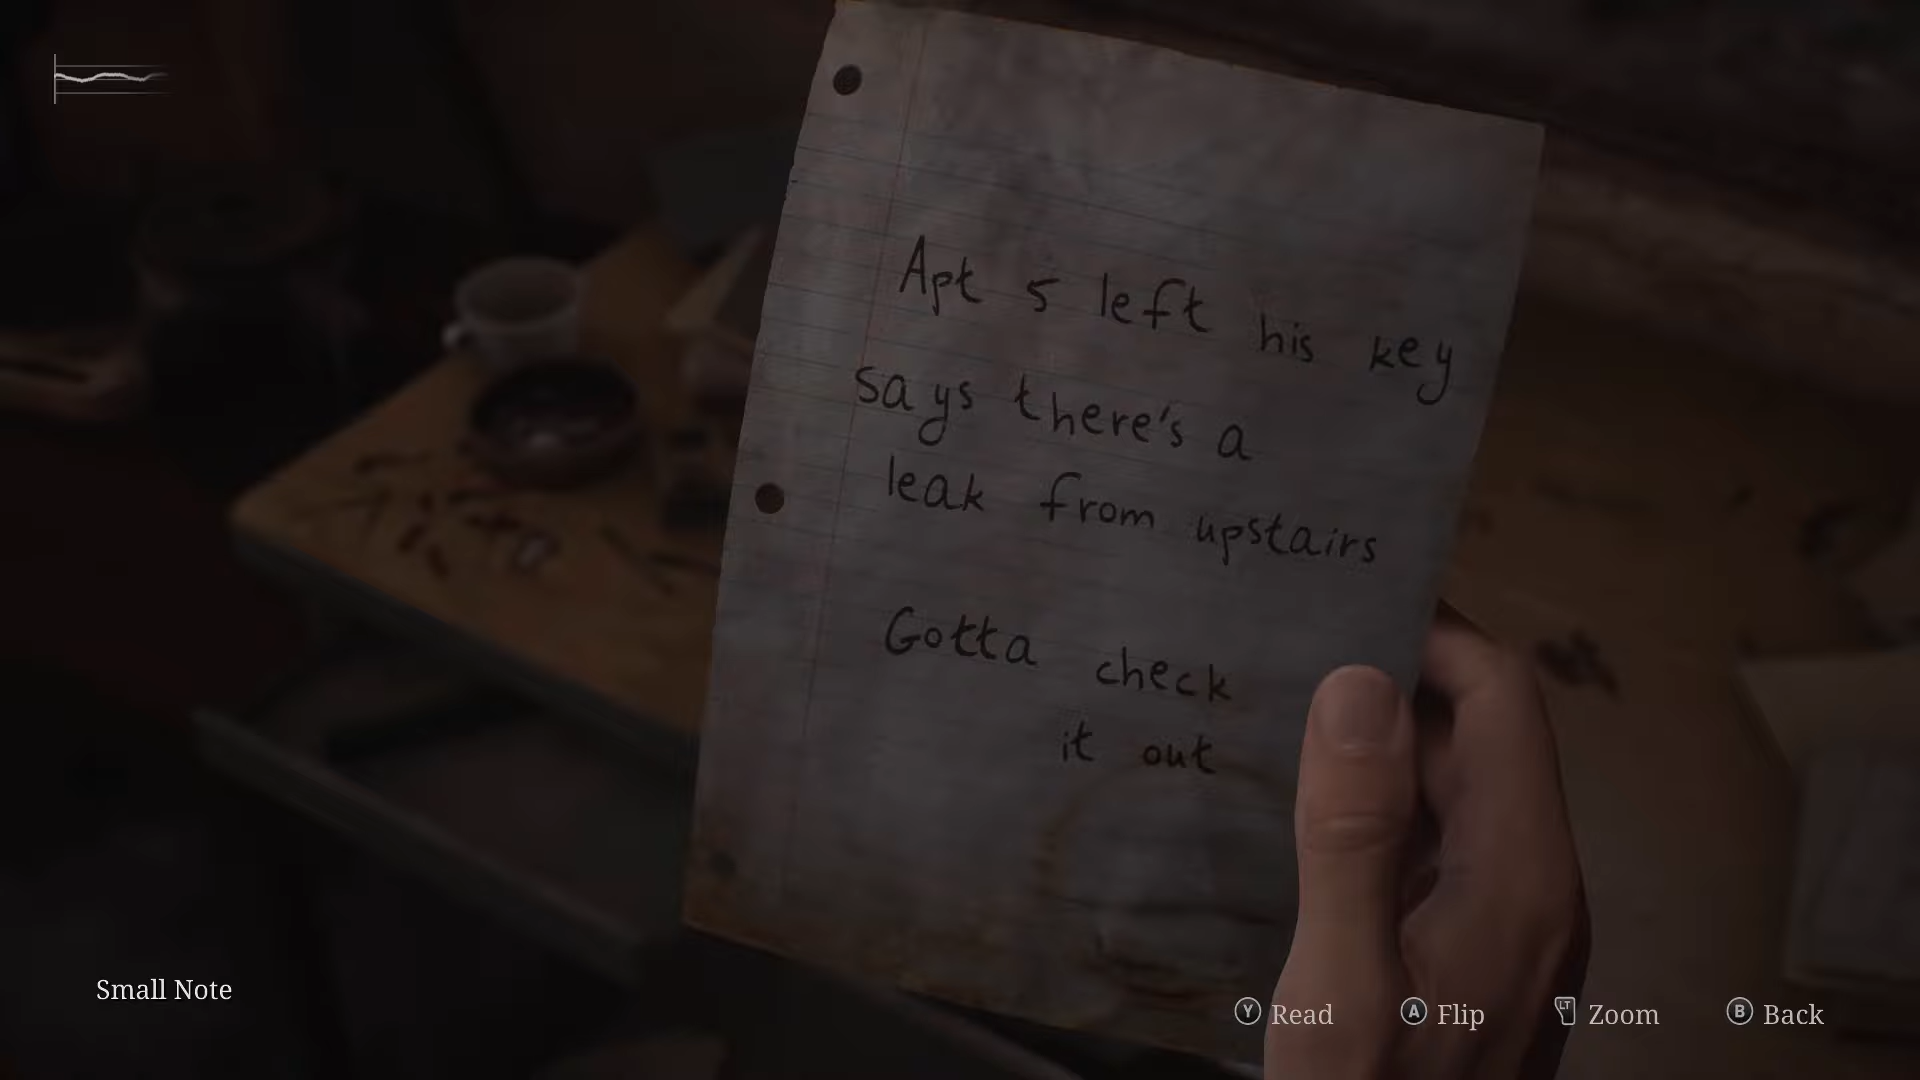 Apt 5 left his key
says there's a
leak from upstairs
Gotta check
it out
Small Note
Y Read A Flip LT Zoom B Back